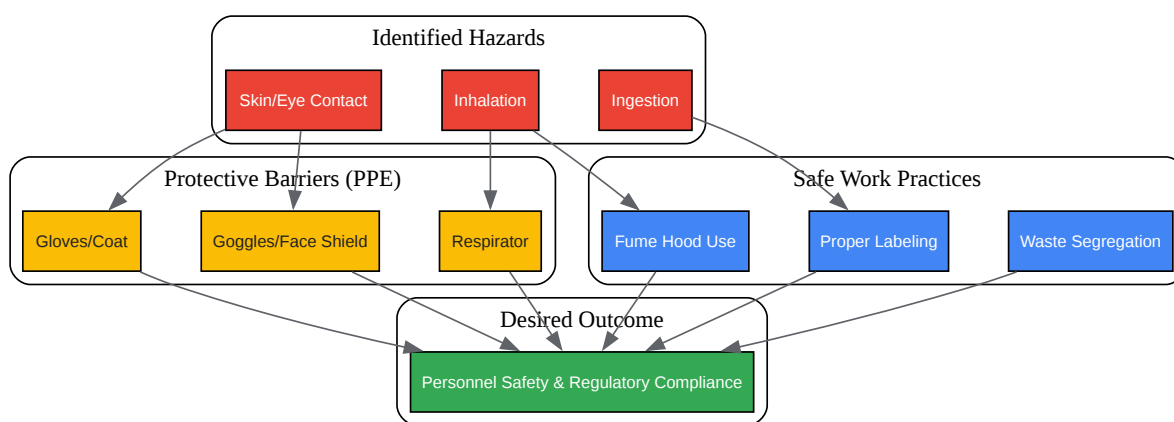 Identified Hazards
Skin/Eye Contact
Inhalation
Ingestion
Protective Barriers (PPE)
Safe Work Practices
Gloves/Coat
Goggles/Face Shield
Respirator
Fume Hood Use
Proper Labeling
Waste Segregation
Desired Outcome
Personnel Safety & Regulatory Compliance